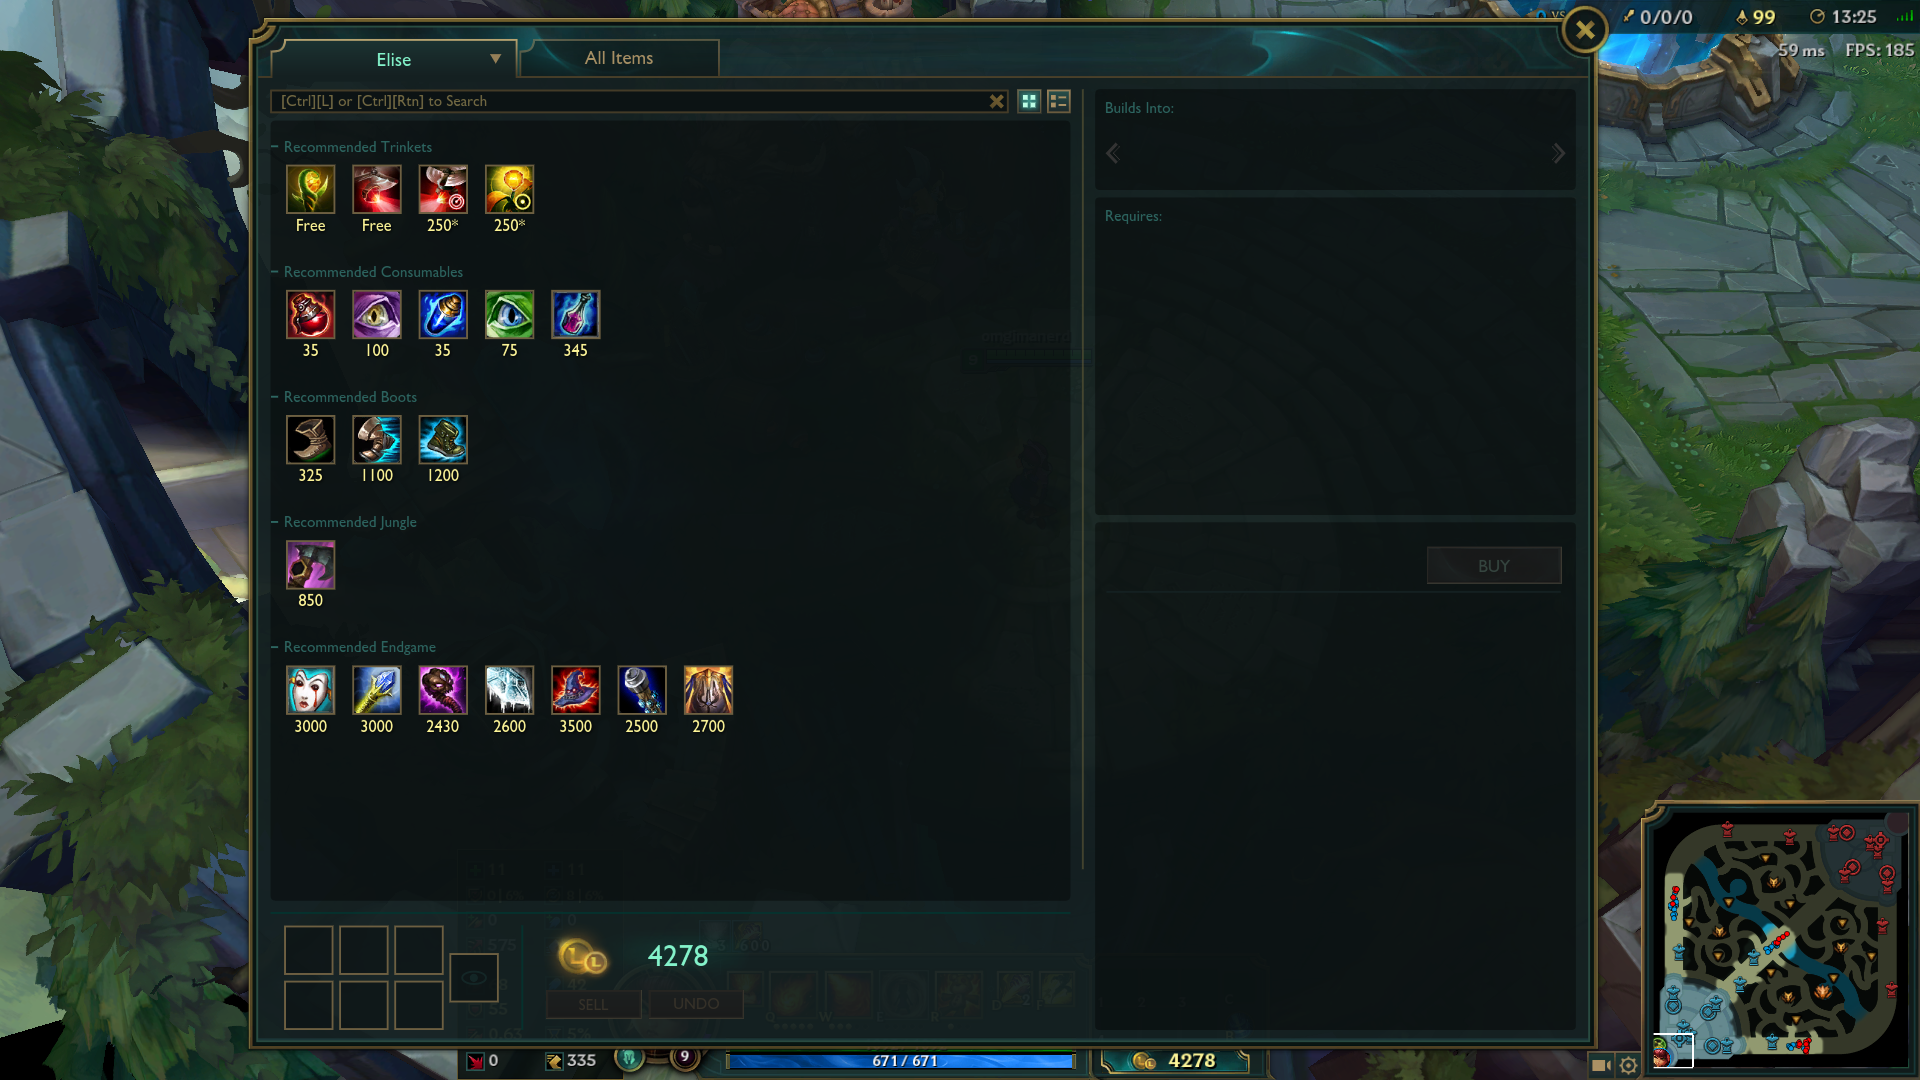 VS
0/0/0
99
13:25
59 ms FPS: 185
Elise
All Items
[Ctrl][L] or [Ctrl][Rtn] to Search
Builds Into:
Requires:
Recommended Trinkets
Free Free 250* 250*
Recommended Consumables
35 100 35 75 345
Recommended Boots
325 1100 1200
Recommended Jungle
850
BUY
Recommended Endgame
3000 3000 2430 2600 3500 2500 2700
4278
SELL UNDO
0 335 9 671 / 671 4278